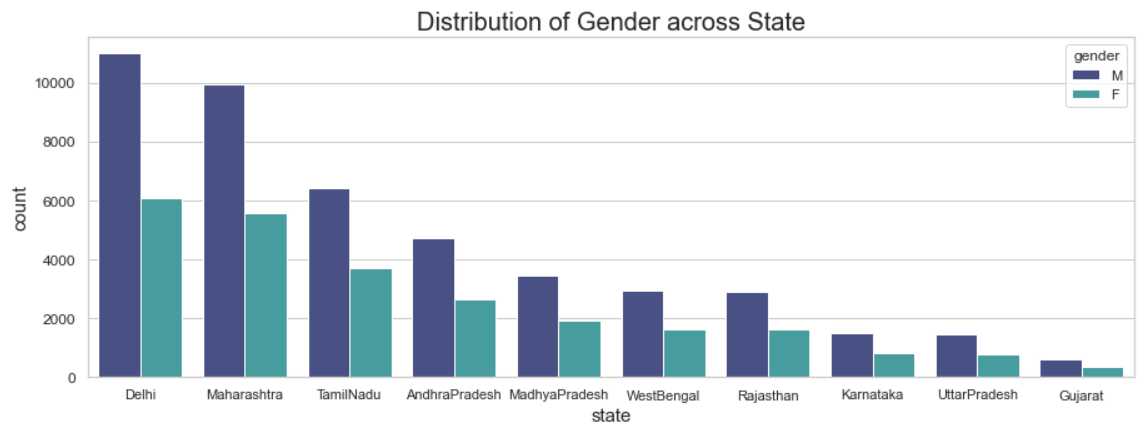 Distribution of Gender across State
gender
M
F
10000
8000
6000
4000
2000
0
count
Delhi Maharashtra TamilNadu AndhraPradesh MadhyaPradesh WestBengal Rajasthan Karnataka UttarPradesh Gujarat
state